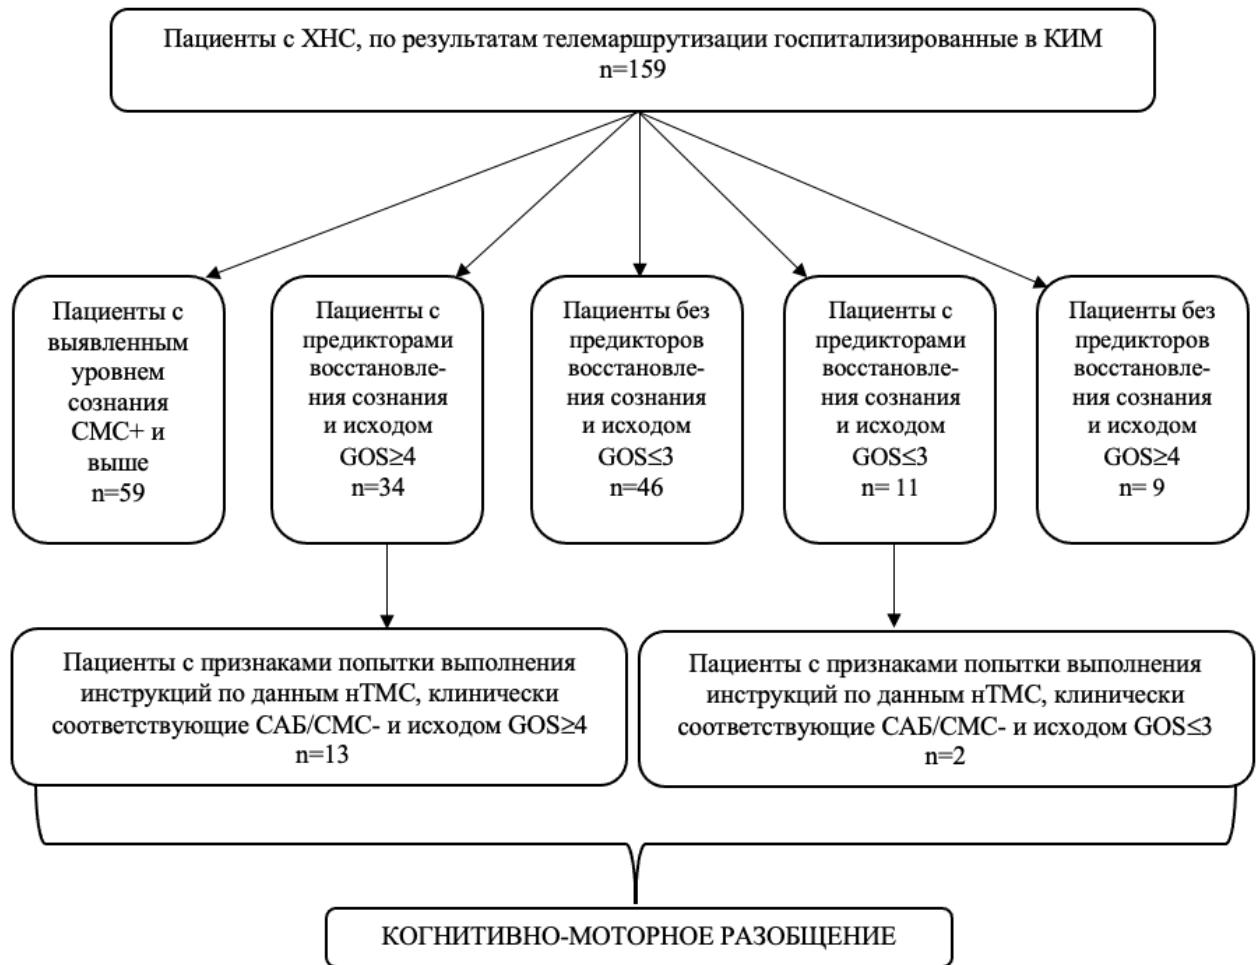 Пациенты с ХНС, по результатам телемаршрутизации госпитализированные в КИМ
n=159
Пациенты с
выявленным
уровнем
сознания
СМС+ и
выше
n=59
Пациенты с
предикторами
восстановле-
ния сознания
и исходом
GOS≥4
n=34
Пациенты без
предикторов
восстановле-
ния сознания
и исходом
GOS≤3
n=46
Пациенты с
предикторами
восстановле-
ния сознания
и исходом
GOS≤3
n= 11
Пациенты без
предикторов
восстановле-
ния сознания
и исходом
GOS≥4
n= 9
Пациенты с признаками попытки выполнения
инструкций по данным нТМС, клинически
соответствующие САБ/СМС- и исходом GOS≥4
n=13
Пациенты с признаками попытки выполнения
инструкций по данным нТМС, клинически
соответствующие САБ/СМС- и исходом GOS≤3
n=2
КОГНИТИВНО-МОТОРНОЕ РАЗОБЩЕНИЕ